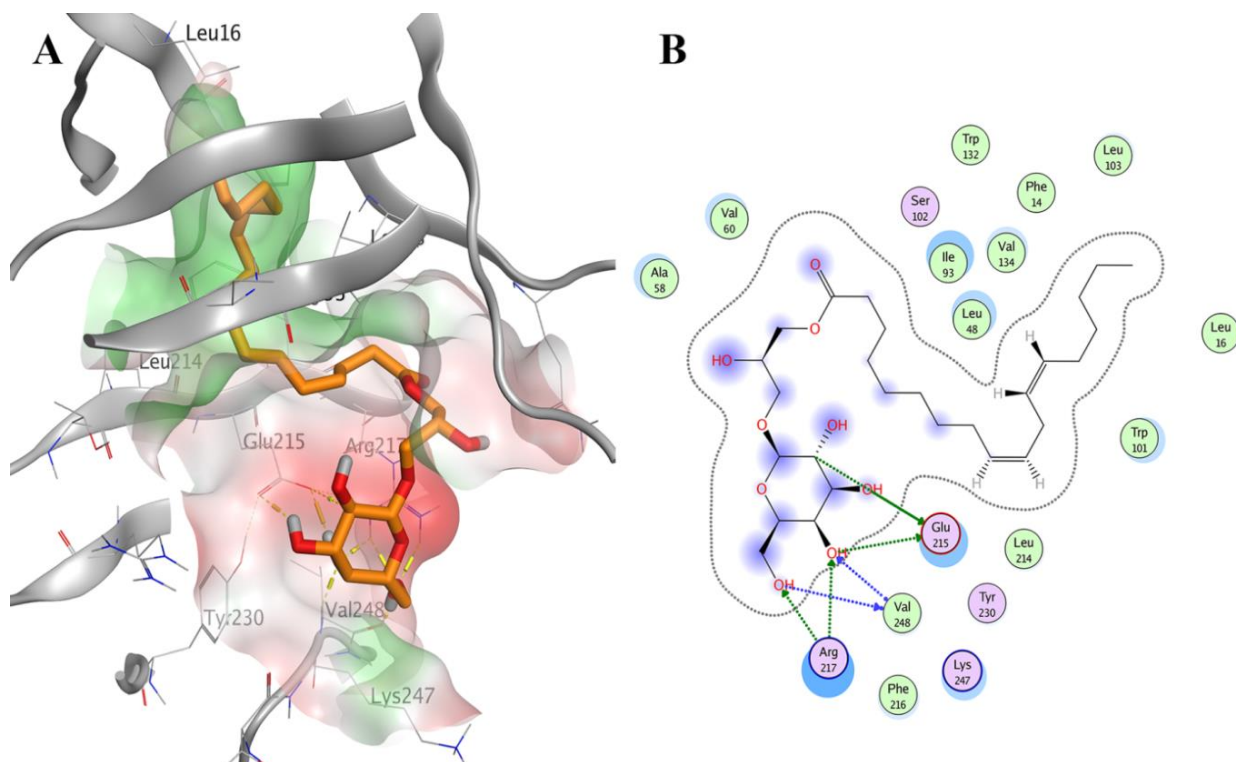 A
Leu16
Leu214
Glu215
Arg217
Tyr230
Val248
Lys247
B
Trp
132
Leu
103
Phe
14
Ser
102
Val
60
Val
134
Ile
93
Ala
58
Leu
48
Leu
16
O
O
H
HO
H
Trp
101
O
OH
H
H
O
OH
Glu
215
Leu
214
OH
OH
Tyr
230
Val
248
Arg
217
Lys
247
Phe
216